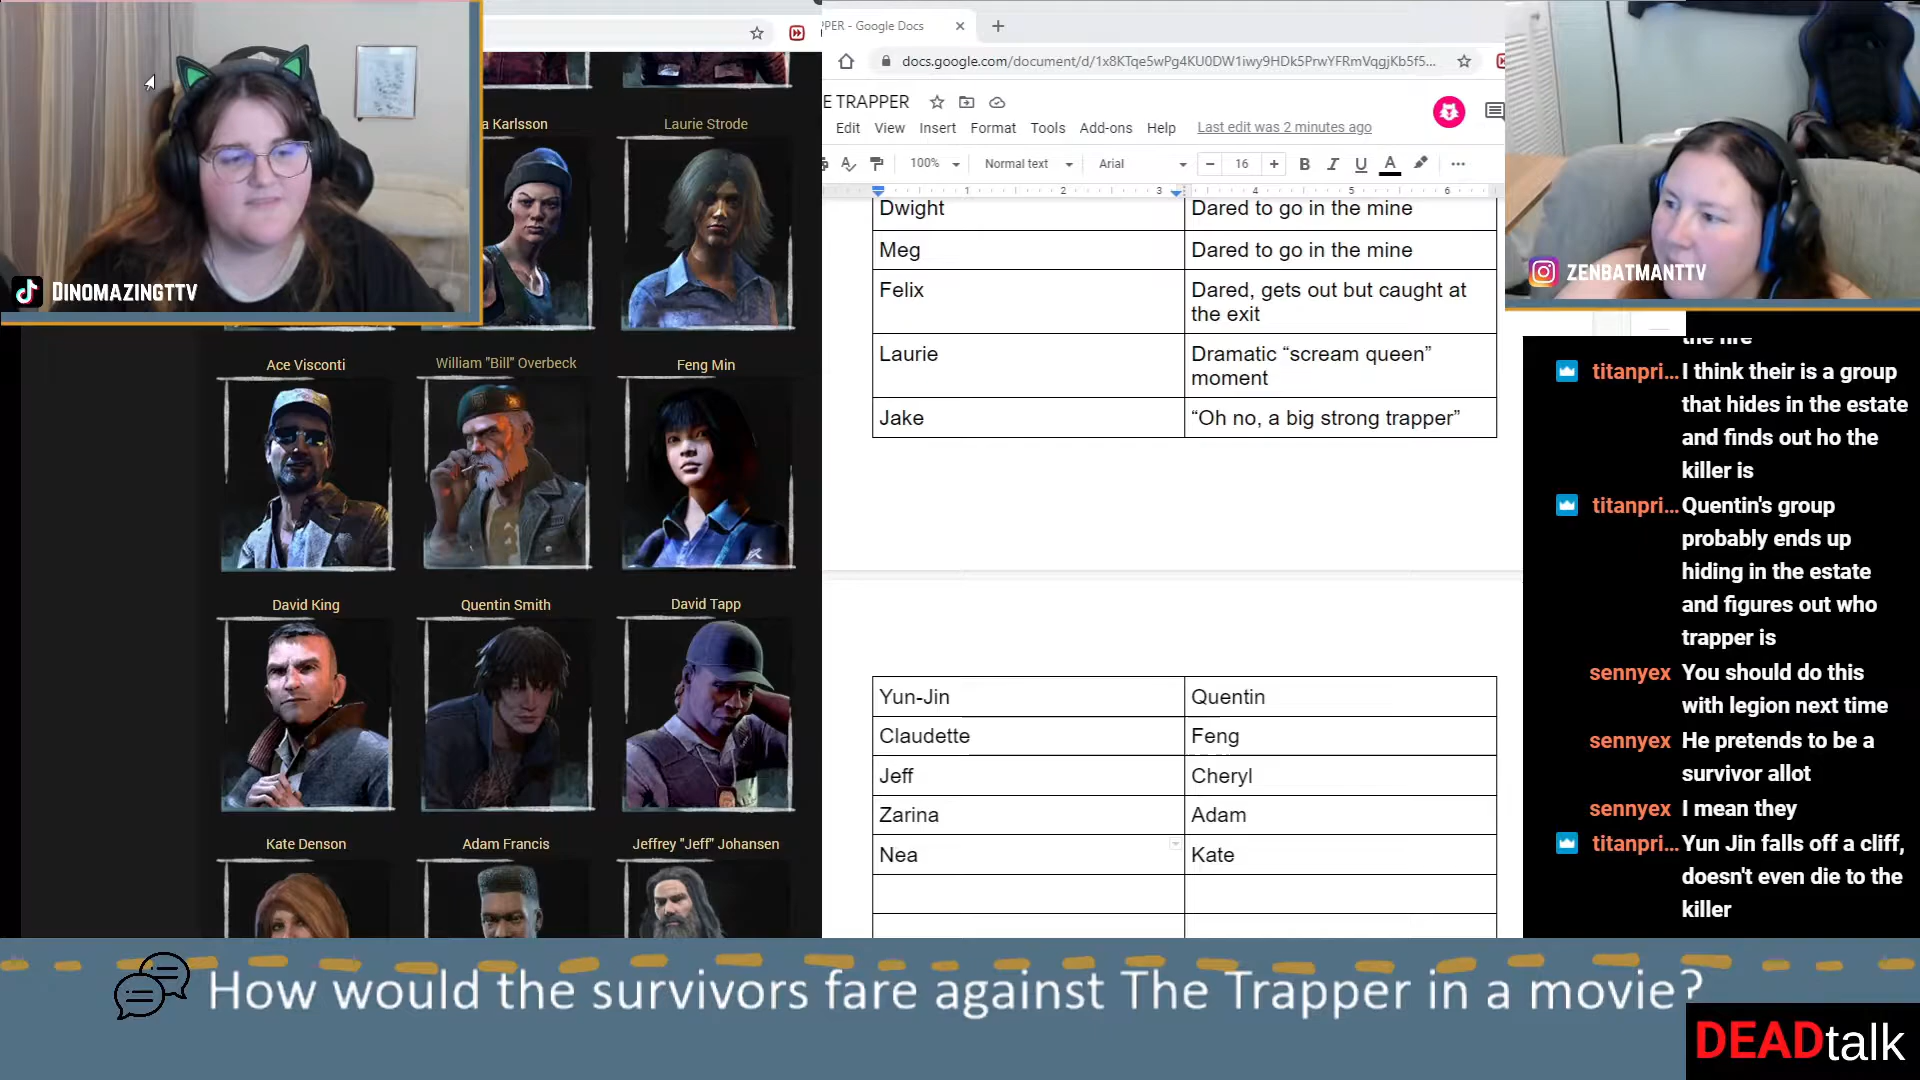 DINOMAZINGTTV
a Karlsson
Laurie Strode
Ace Visconti
William "Bill" Overbeck
Feng Min
David King
Quentin Smith
David Tapp
Kate Denson
Adam Francis
Jeffrey "Jeff" Johansen
PER - Google Docs
docs.google.com/document/d/1x8KTqe5wPg4KU0DW1iwy9HDk5PrwYFRmVqgjKb5f5...
E TRAPPER
Edit View Insert Format Tools Add-ons Help Last edit was 2 minutes ago
100% Normal text Arial 16 B I U A
1 2 3 4 5 6
Dwight Dared to go in the mine
Meg Dared to go in the mine
Felix Dared, gets out but caught at
the exit
Laurie Dramatic “scream queen”
moment
Jake “Oh no, a big strong trapper”
Yun-Jin Quentin
Claudette Feng
Jeff Cheryl
Zarina Adam
Nea Kate
ZENBATMANTTV
the fire
titanpri... I think their is a group
that hides in the estate
and finds out ho the
killer is
titanpri... Quentin's group
probably ends up
hiding in the estate
and figures out who
trapper is
sennyex You should do this
with legion next time
sennyex He pretends to be a
survivor allot
sennyex I mean they
titanpri... Yun Jin falls off a cliff,
doesn't even die to the
killer
How would the survivors fare against The Trapper in a movie?
DEADtalk